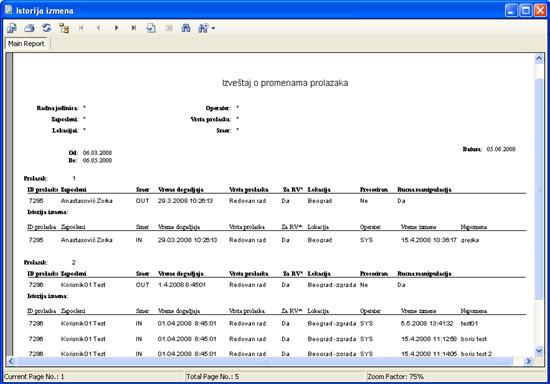 Istorija izmena
Main Report
Izveštaj o promenama prolazaka
Radna jedinica: * Operater: *
Zaposleni: * Vrsta prolaska: *
Lokacija: * Smer: *
Od: 06.03.2008 Datum: 05.06.2008
Do: 06.05.2008
Prolazak: 1
ID prolaska Zaposleni Smer Vreme dogadjaja Vrsta prolaska Za RV* Lokacija Procesiran Rucna manipulacija
7285 Anastasović Zorka OUT 29.3.2008 10:26:13 Redovan rad Da Beograd Ne Da
Istorija izmena:
ID prolaska Zaposleni Smer Vreme dogadjaja Vrsta prolaska Za RV* Lokacija Operater Vreme izmene Napomena
7285 Anastasović Zorka IN 29.03.2008 10:26:13 Redovan rad Da Beograd SYS 15.4.2008 10:36:17 greska
Prolazak: 2
ID prolaska Zaposleni Smer Vreme dogadjaja Vrsta prolaska Za RV* Lokacija Procesiran Rucna manipulacija
7286 Korisnik01 Test OUT 1.4.2008 8:45:01 Redovan rad Da Beograd - zgrada Ne Da
Istorija izmena:
ID prolaska Zaposleni Smer Vreme dogadjaja Vrsta prolaska Za RV* Lokacija Operater Vreme izmene Napomena
7286 Korisnik01 Test IN 01.04.2008 8:45:01 Redovan rad Da Beograd - zgrada SYS 5.5.2008 13:41:32 test01
7286 Korisnik01 Test IN 01.04.2008 8:45:01 Redovan rad Da Beograd - zgrada SYS 15.4.2008 11:12:58 boris test
7286 Korisnik01 Test IN 01.04.2008 8:45:01 Redovan rad Da Beograd - zgrada SYS 15.4.2008 11:14:05 boris test 2
Current Page No.: 1 Total Page No.: 5 Zoom Factor: 75%